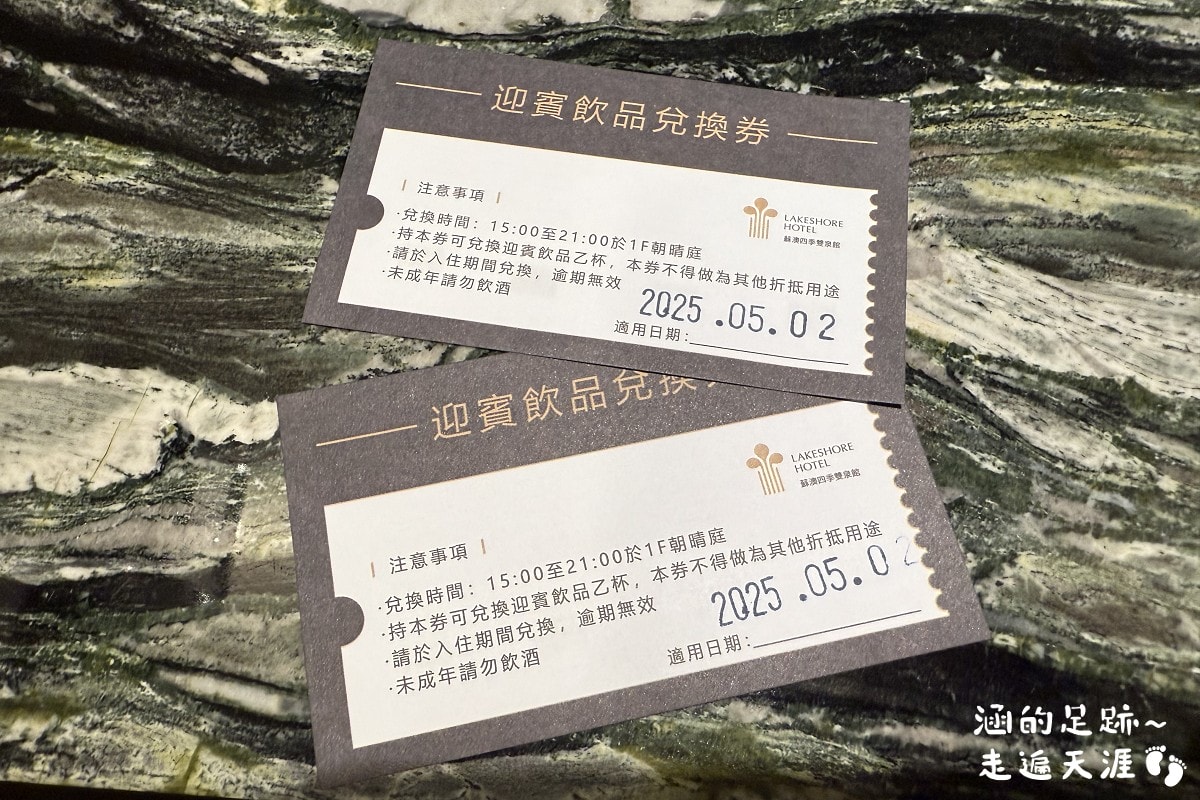 迎賓飲品兌換券
注意事項
LAKESHORE
HOTEL
蘇澳四季雙泉館
·兌換時間：15:00至21:00於1F朝晴庭
·持本券可兌換迎賓飲品乙杯，本券不得做為其他折抵用途
·請於入住期間兌換，逾期無效
·未成年請勿飲酒
2025.05.02
適用日期：
迎賓飲品兌換
LAKESHORE
HOTEL
蘇澳四季雙泉館
注意事項
·兌換時間：15:00至21:00於1F朝晴庭
·持本券可兌換迎賓飲品乙杯，本券不得做為其他折抵用途
·請於入住期間兌換，逾期無效
·未成年請勿飲酒
2025.05.02
適用日期：
涵的足跡~
走遍天涯